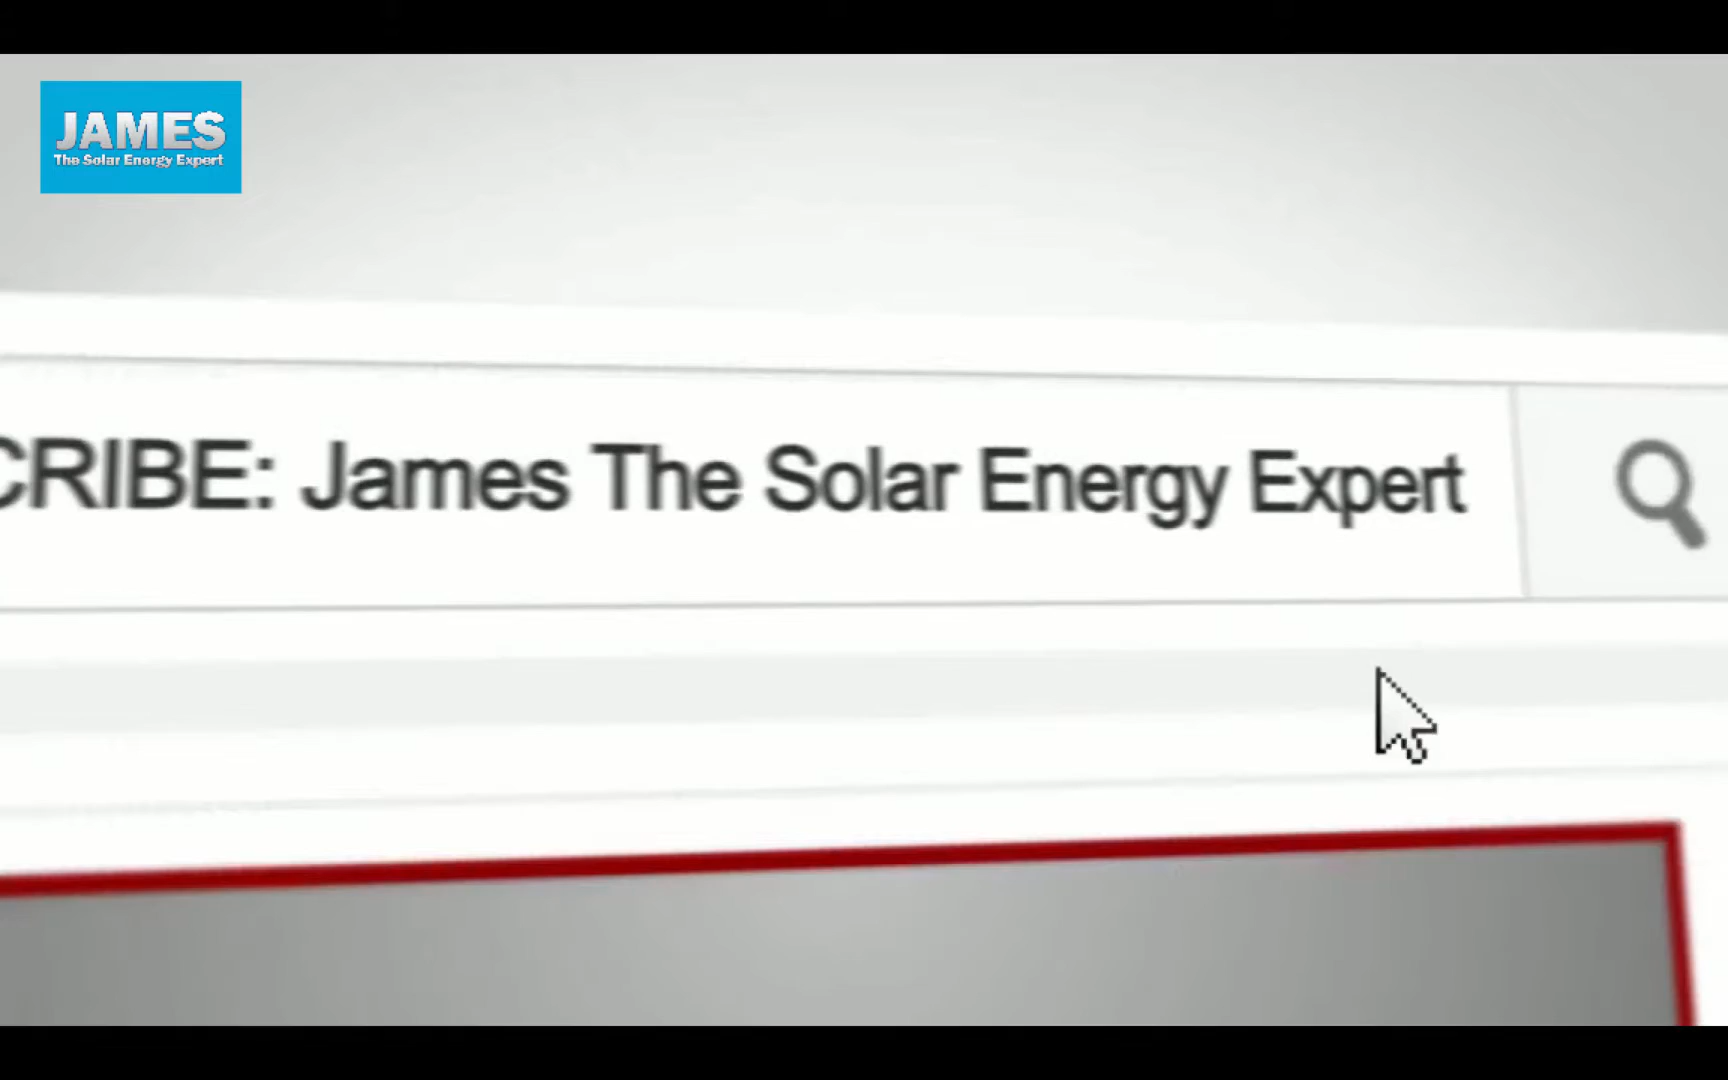 JAMES
The Solar Energy Expert
CRIBE: James The Solar Energy Expert